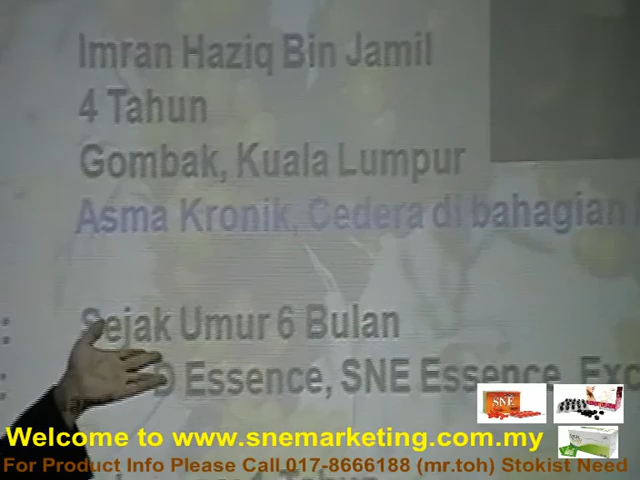 Imran Haziq Bin Jamil
4 Tahun
Gombak, Kuala Lumpur
Asma Kronik, Cedera di bahagian
: Sejak Umur 6 Bulan
: Essence, SNE Essence, Exc
SNE
Welcome to www.snemarketing.com.my
For Product Info Please Call 017-8666188 (mr.toh) Stokist Need